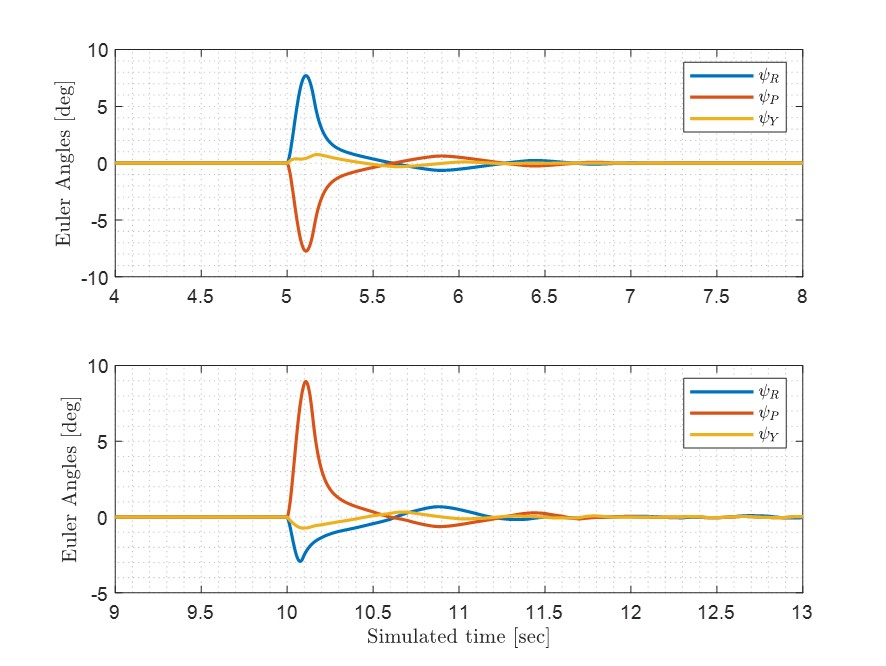 10
5
0
-5
-10
Euler Angles [deg]
ψR
ψP
ψY
4 4.5 5 5.5 6 6.5 7 7.5 8
10
5
0
-5
Euler Angles [deg]
ψR
ψP
ψY
9 9.5 10 10.5 11 11.5 12 12.5 13
Simulated time [sec]